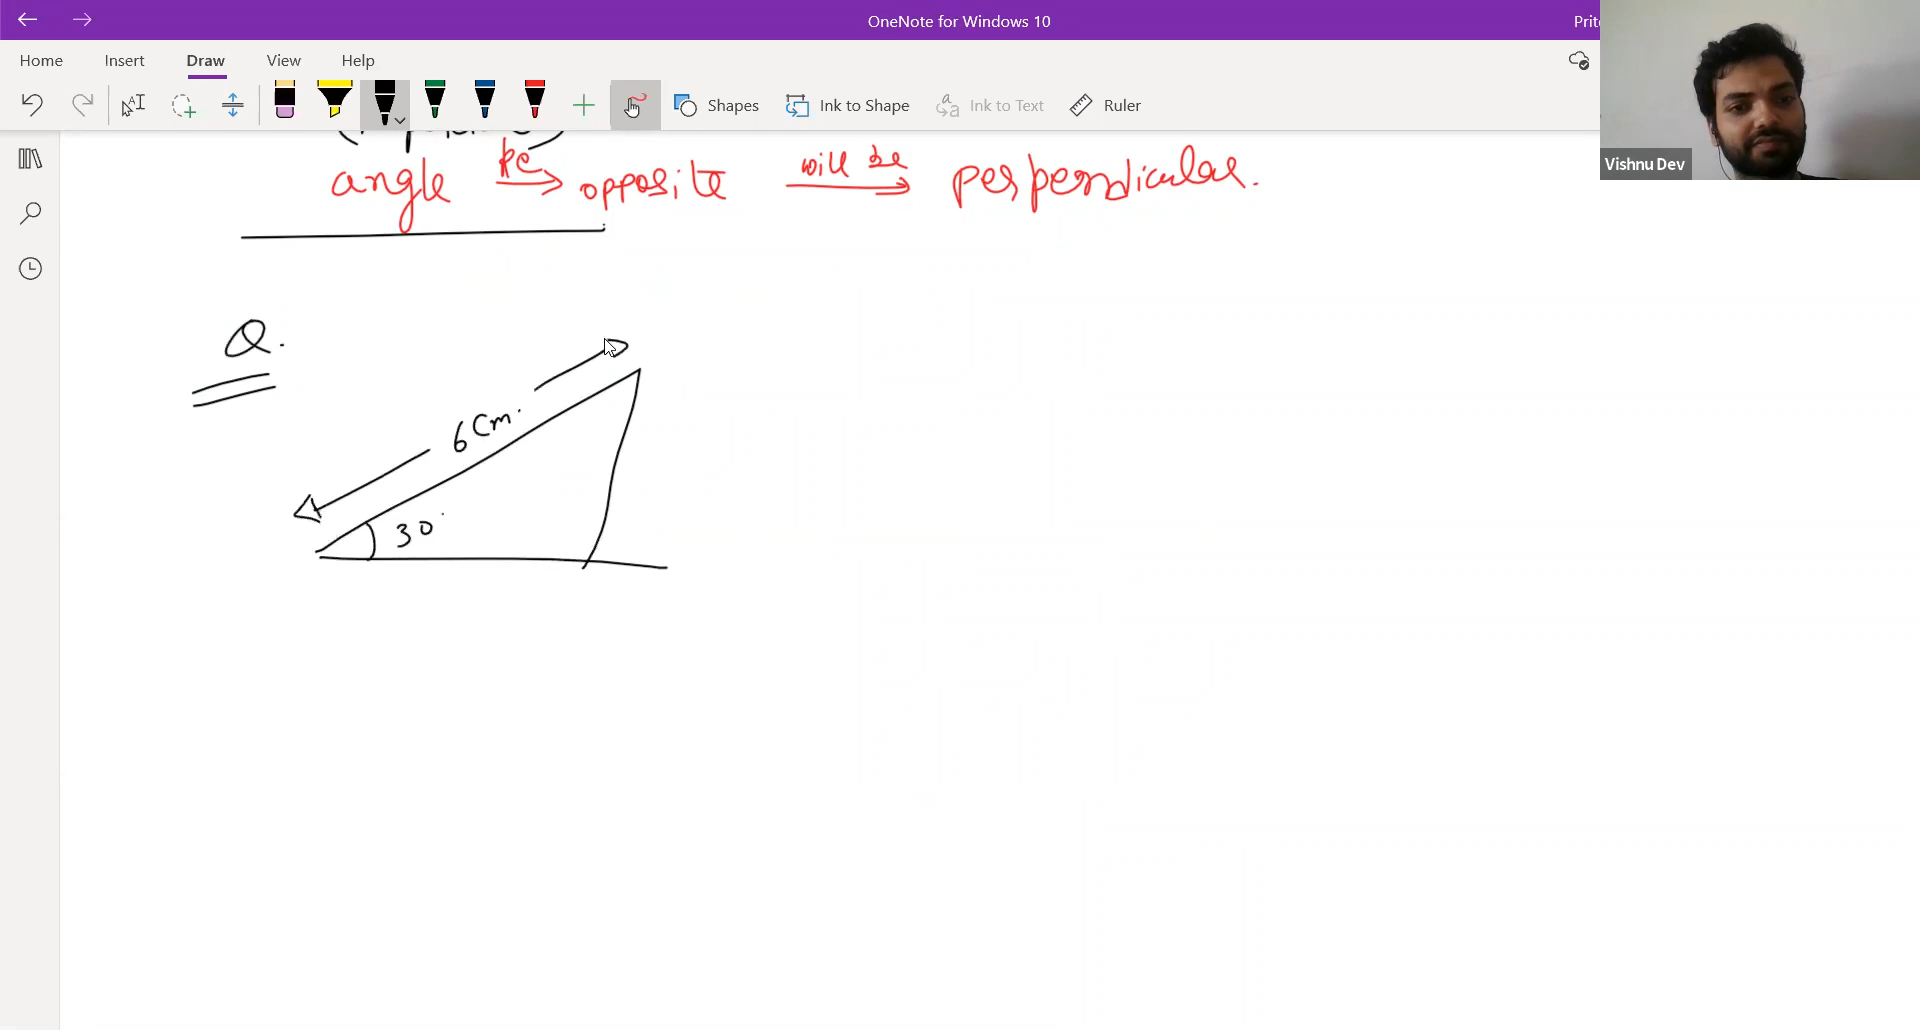 OneNote for Windows 10
Prit
Home Insert Draw View Help
Shapes Ink to Shape Ink to Text Ruler
Vishnu Dev
angle ke opposite will be perpendicular.
Q.
6 Cm.
30°